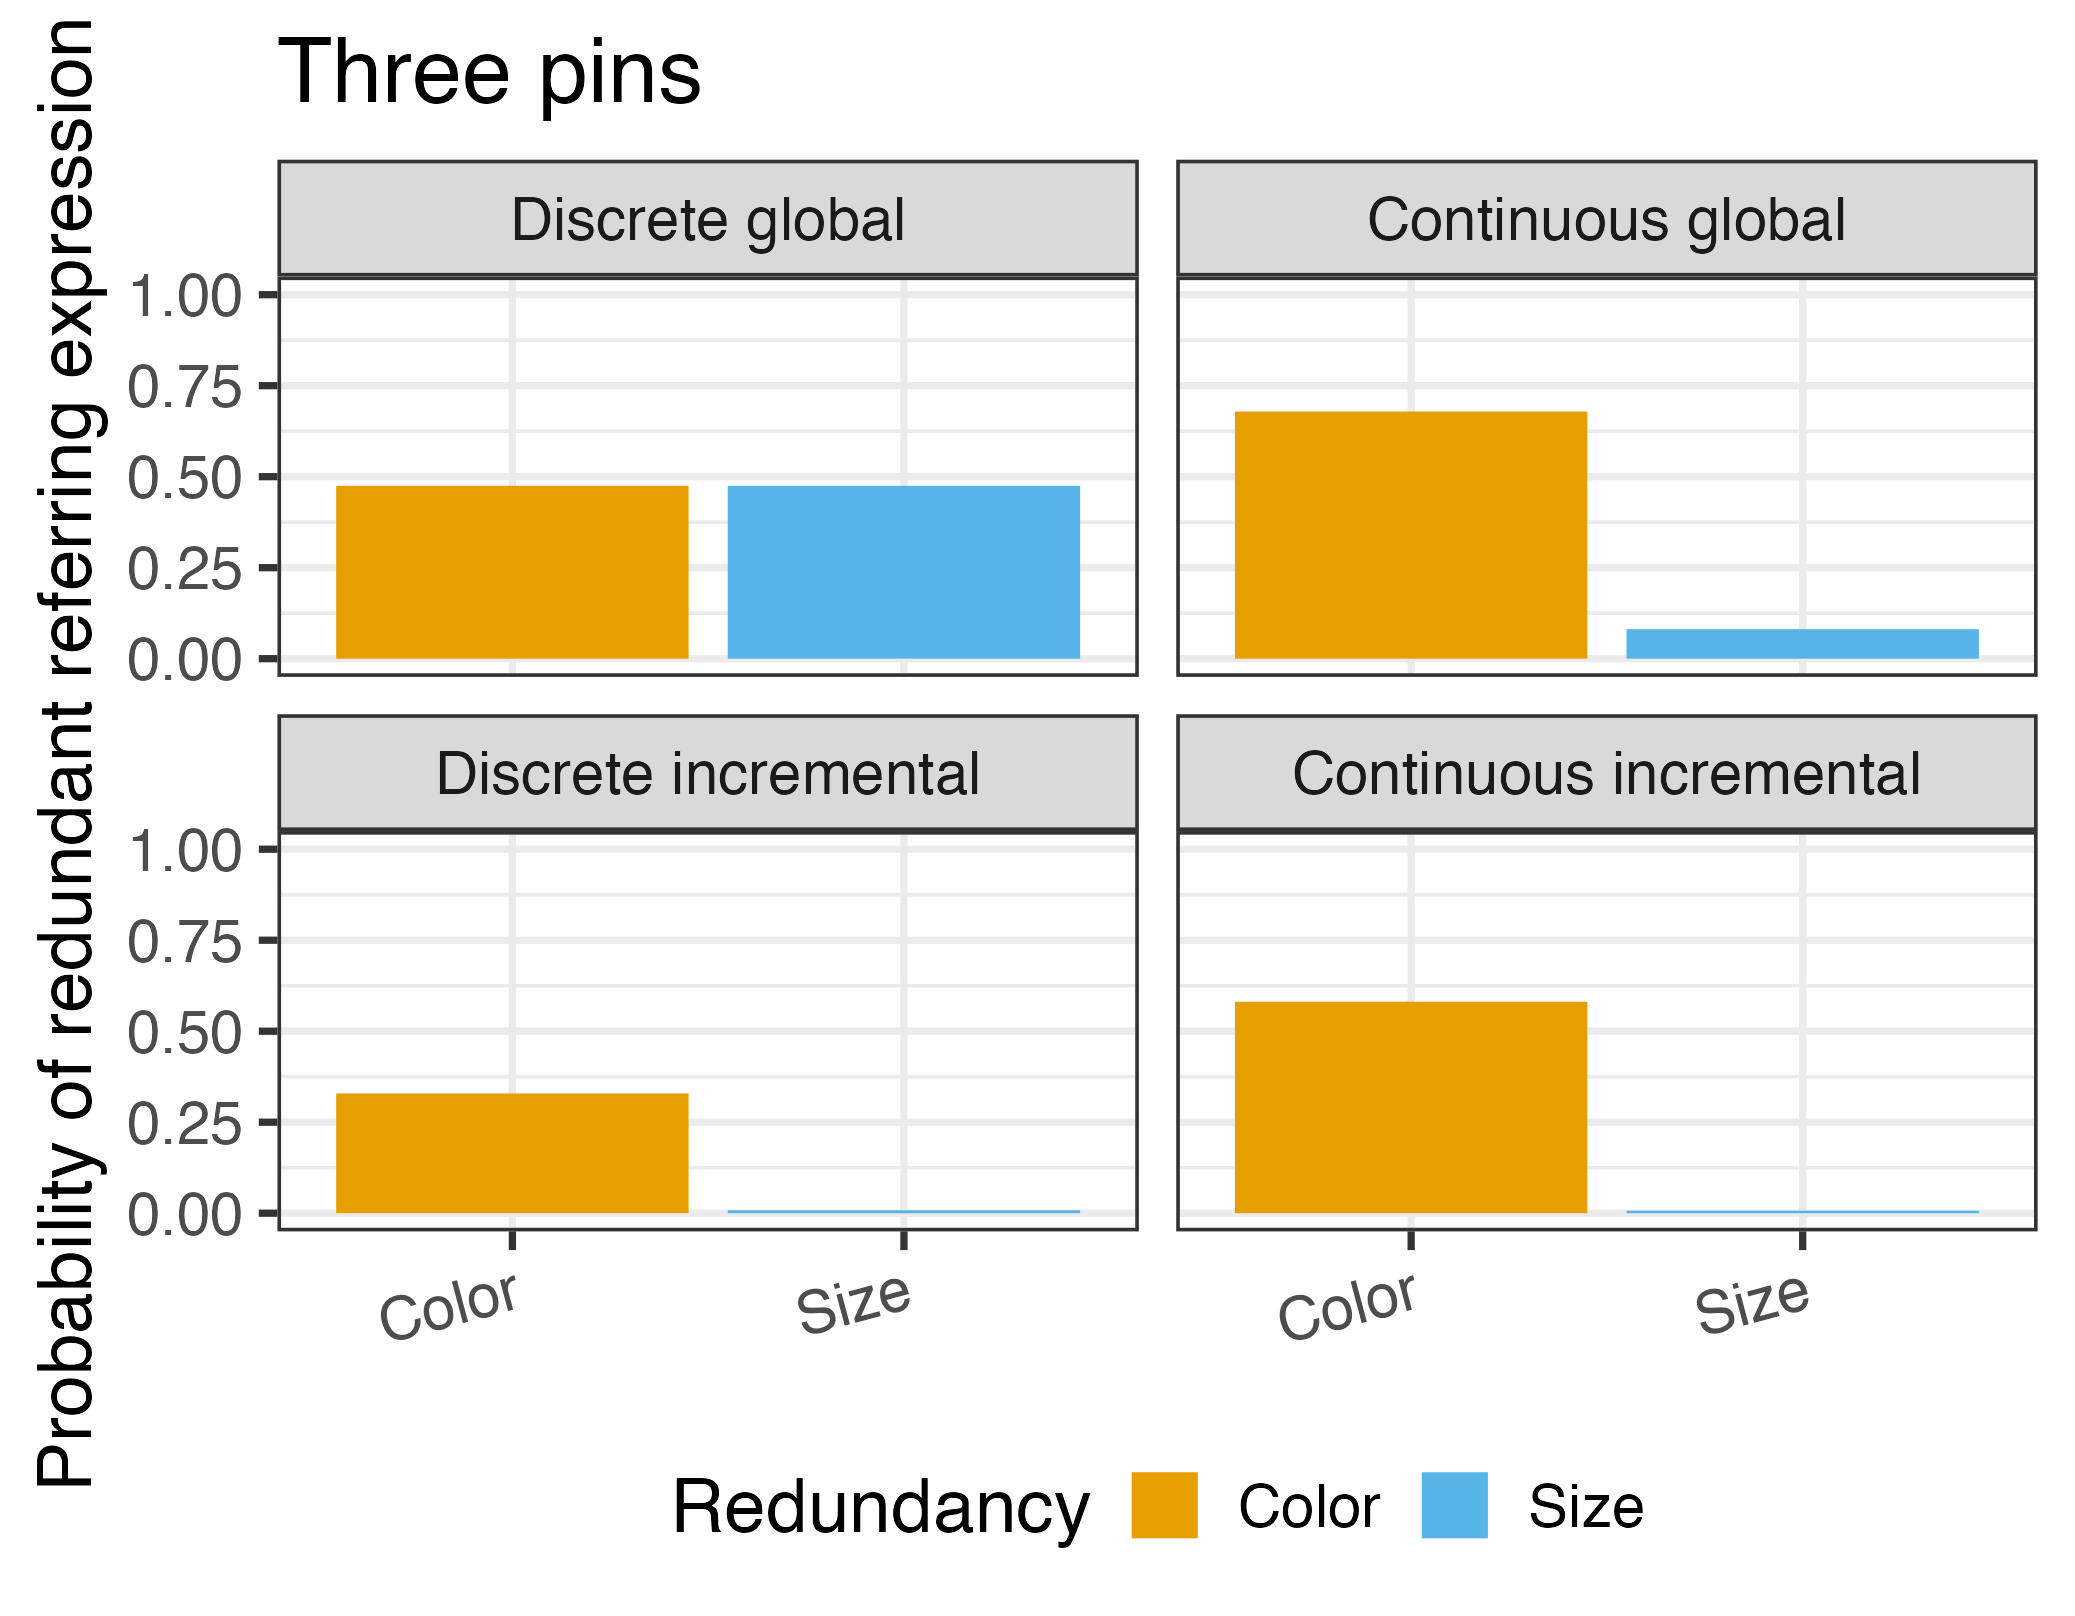 Three pins
Probability of redundant referring expression
Discrete global
Continuous global
1.00
0.75
0.50
0.25
0.00
Discrete incremental
Continuous incremental
1.00
0.75
0.50
0.25
0.00
Color
Size
Color
Size
Redundancy Color Size